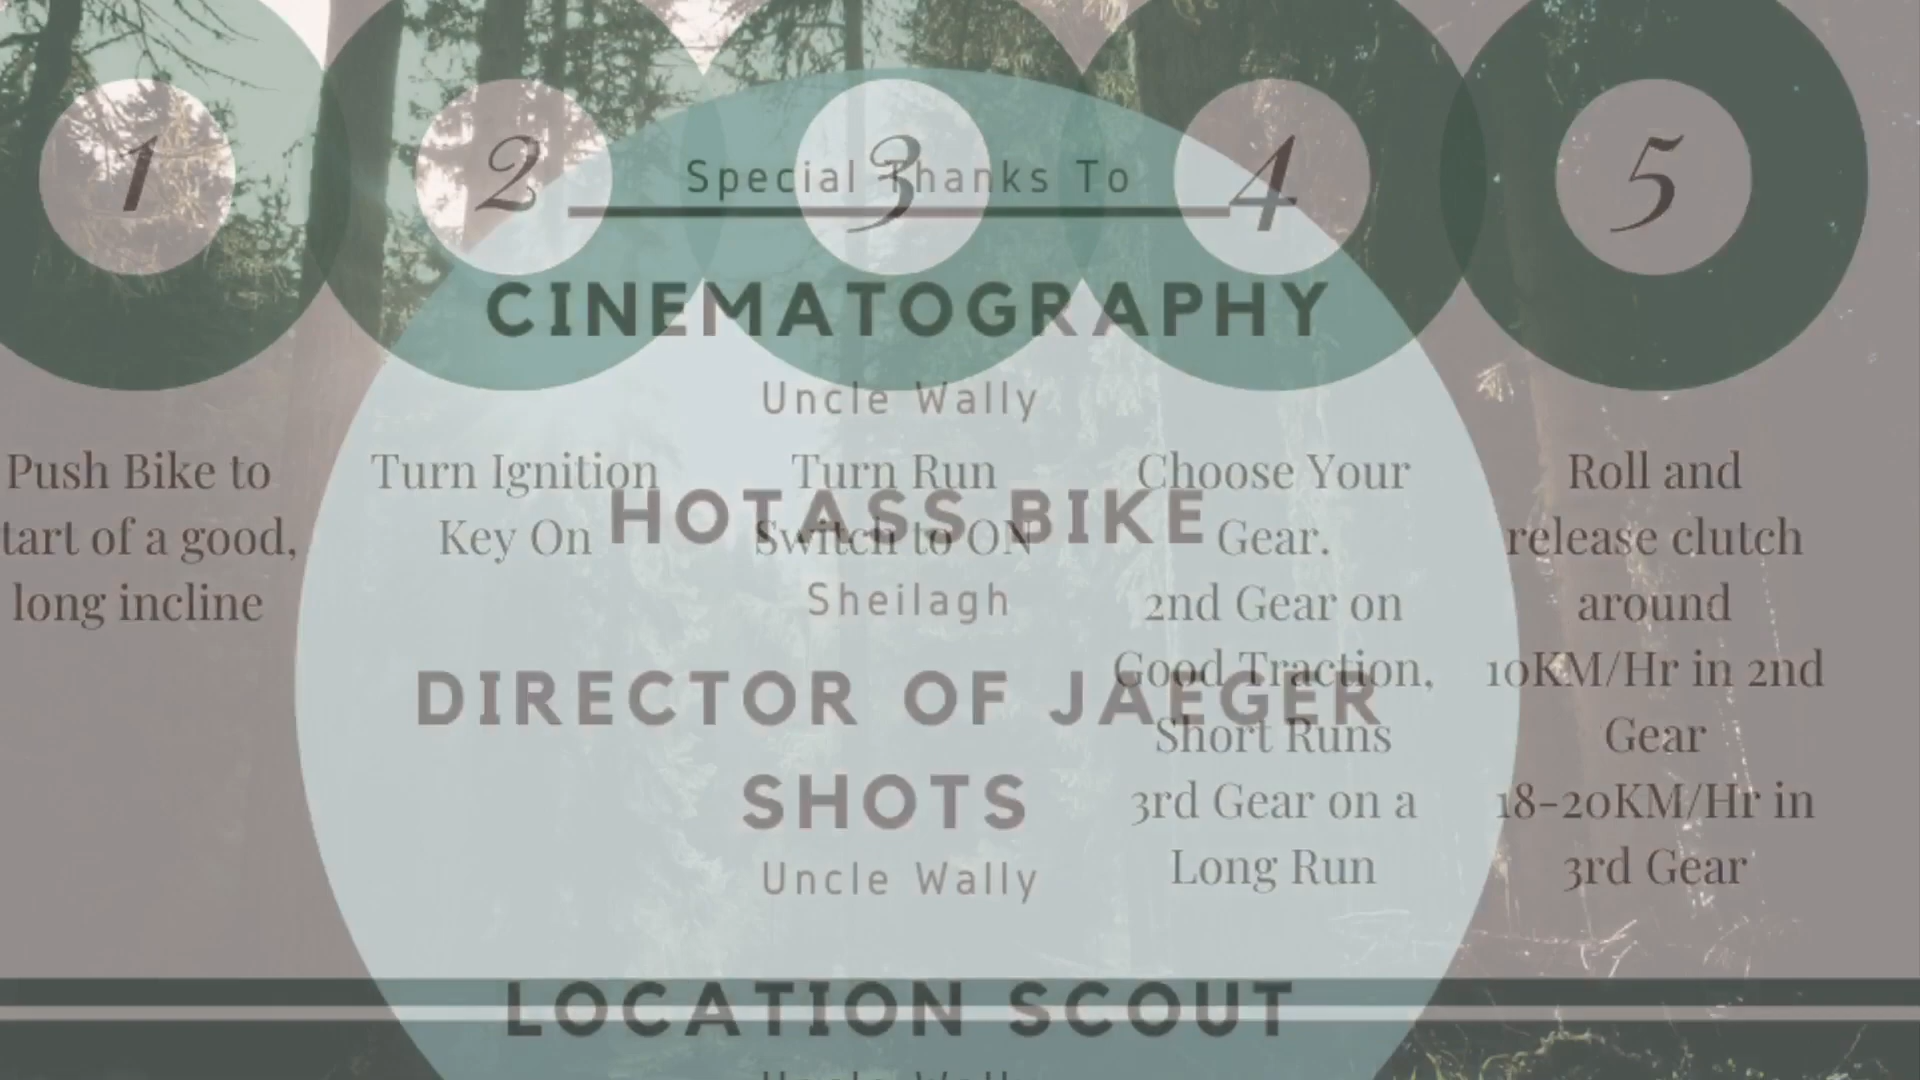 1
2
3
4
5
Push Bike to
tart of a good,
long incline
Turn Ignition
Key On
Turn Run
Switch to ON
Choose Your
Gear.
2nd Gear on
Good Traction,
Short Runs
3rd Gear on a
Long Run
Roll and
release clutch
around
10KM/Hr in 2nd
Gear
18-20KM/Hr in
3rd Gear
Special Thanks To
CINEMATOGRAPHY
Uncle Wally
HOTASS BIKE
Sheilagh
DIRECTOR OF JAEGER
SHOTS
Uncle Wally
LOCATION SCOUT